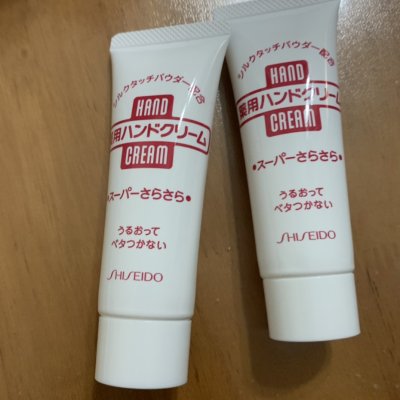 シルクタッチパウダー配合
HAND
薬用ハンドクリーム
CREAM
•スーパーさらさら•
うるおって
ベタつかない
SHISEIDO
シルクタッチパウダー配合
HAND
薬用ハンドクリーム
CREAM
•スーパーさらさら•
うるおって
ベタつかない
SHISEIDO